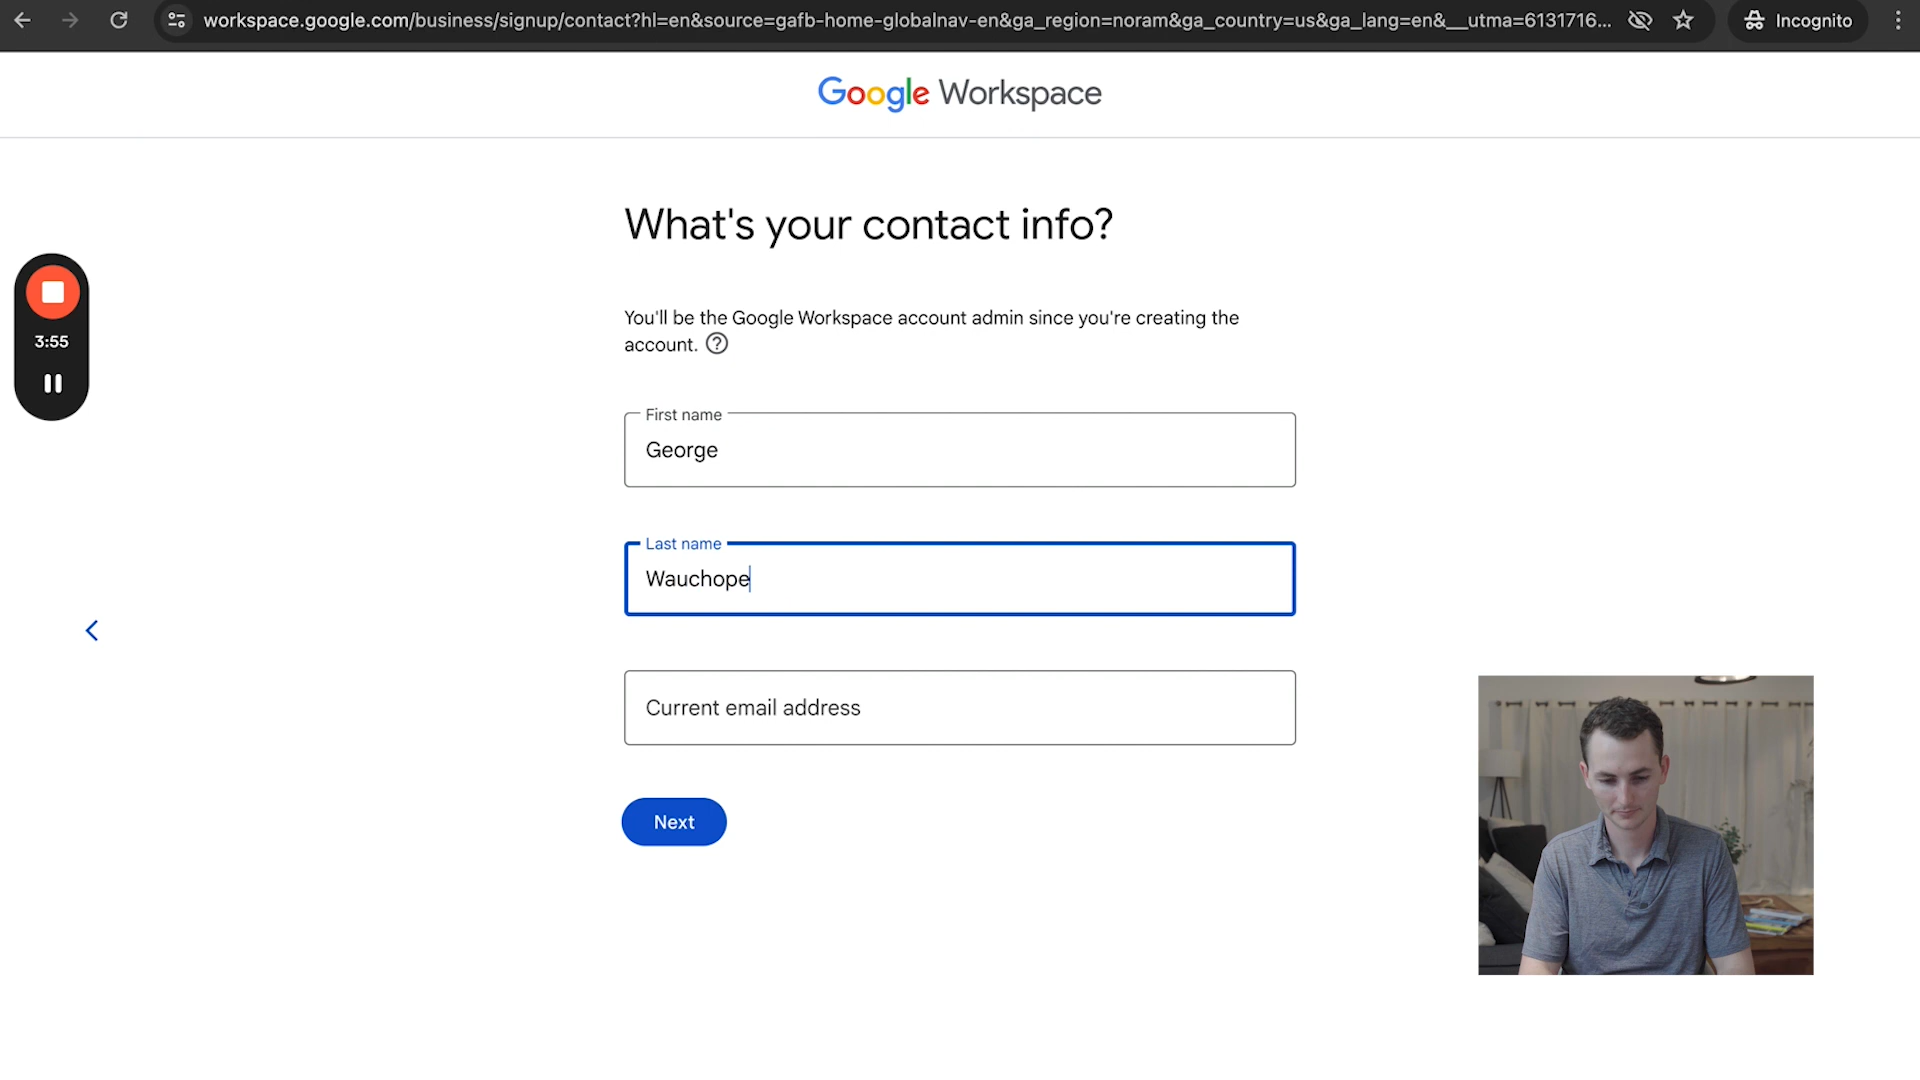 workspace.google.com/business/signup/contact?hl=en&source=gafb-home-globalnav-en&ga_region=noram&ga_country=us&ga_lang=en&__utma=6131716...
Incognito
Google Workspace
What's your contact info?
You'll be the Google Workspace account admin since you're creating the
account. ?
3:55
First name
George
Last name
Wauchope
Current email address
Next